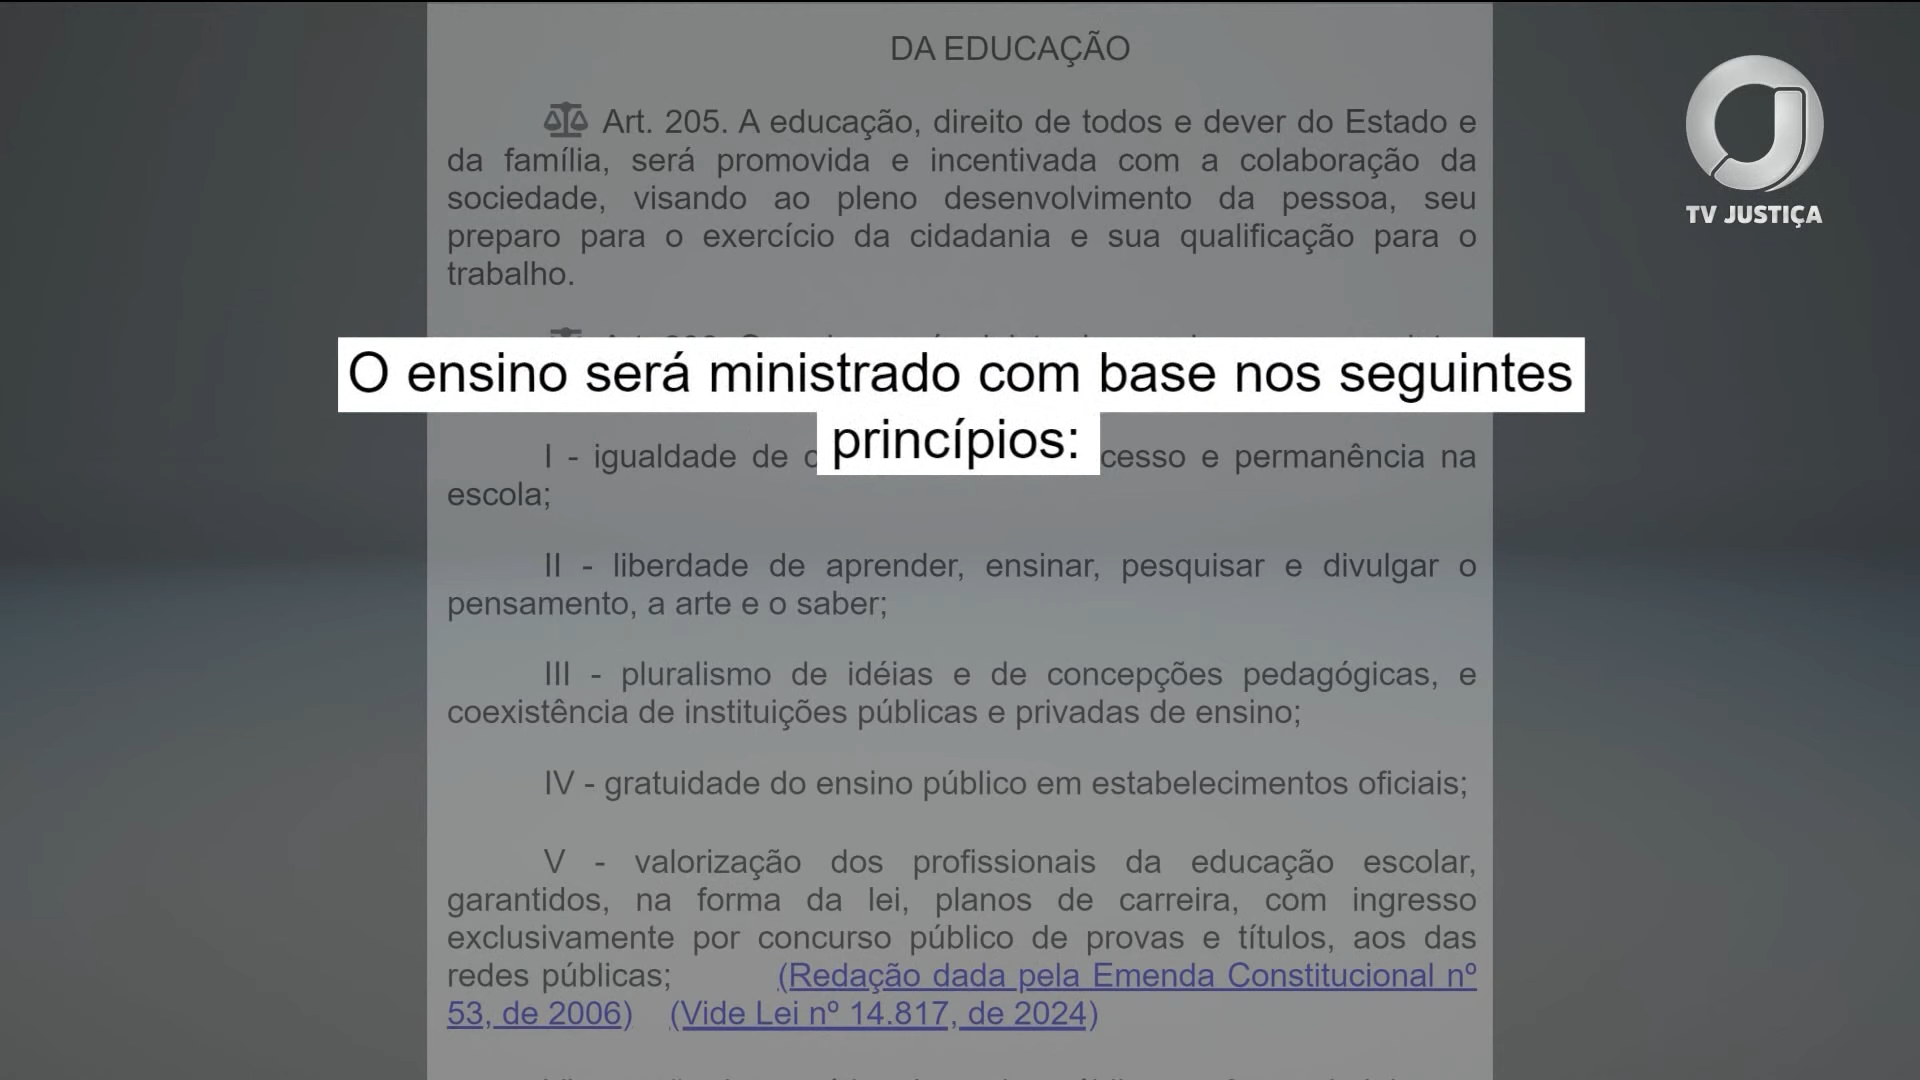 DA EDUCAÇÃO
Art. 205. A educação, direito de todos e dever do Estado e
da família, será promovida e incentivada com a colaboração da
sociedade, visando ao pleno desenvolvimento da pessoa, seu
preparo para o exercício da cidadania e sua qualificação para o
trabalho.
TV JUSTIÇA
O ensino será ministrado com base nos seguintes
princípios:
I - igualdade de cesso e permanência na
escola;
II - liberdade de aprender, ensinar, pesquisar e divulgar o
pensamento, a arte e o saber;
III - pluralismo de idéias e de concepções pedagógicas, e
coexistência de instituições públicas e privadas de ensino;
IV - gratuidade do ensino público em estabelecimentos oficiais;
V - valorização dos profissionais da educação escolar,
garantidos, na forma da lei, planos de carreira, com ingresso
exclusivamente por concurso público de provas e títulos, aos das
redes públicas; (Redação dada pela Emenda Constitucional nº
53, de 2006) (Vide Lei nº 14.817, de 2024)